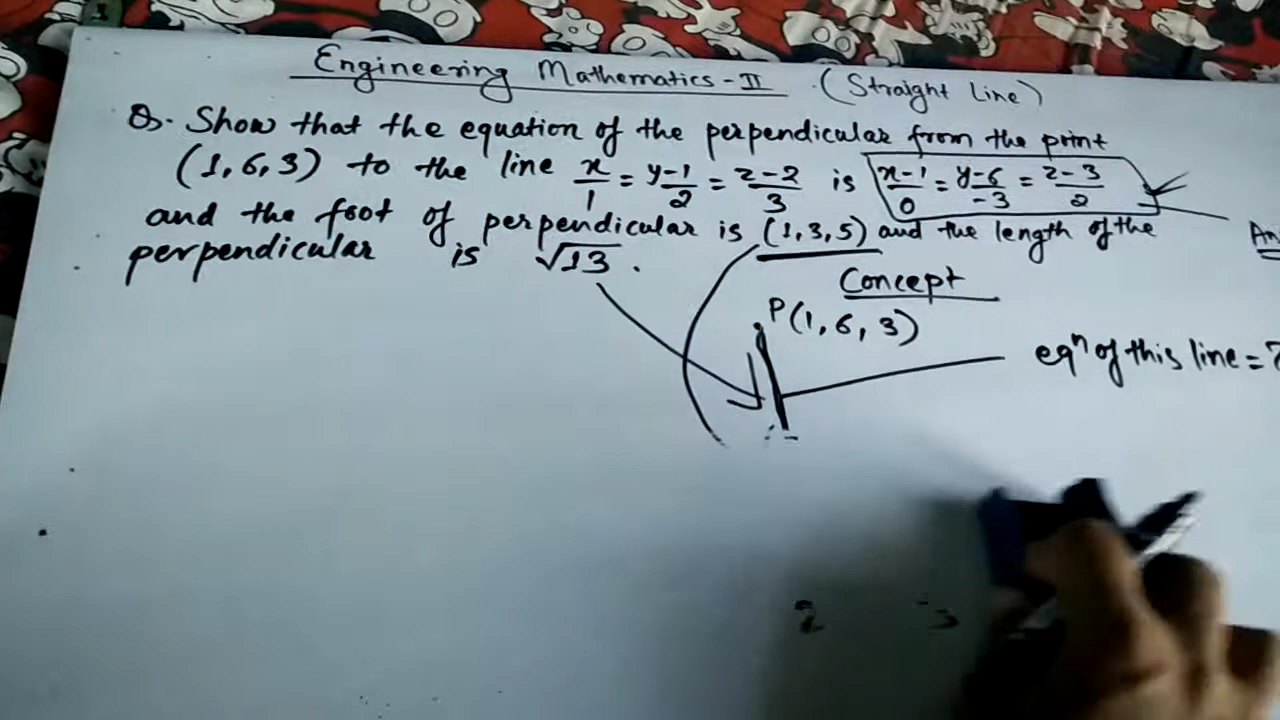 Engineering Mathematics-II (Straight Line)
Q. Show that the equation of the perpendicular from the print
(1,6,3) to the line x/1 = y-1/2 = z-2/3 is x-1/0 = y-6/-3 = z-3/2
and the foot of perpendicular is (1,3,5) and the length of the
perpendicular is √13.
Concept
P(1,6,3)
eqⁿ of this line = ?
2 3